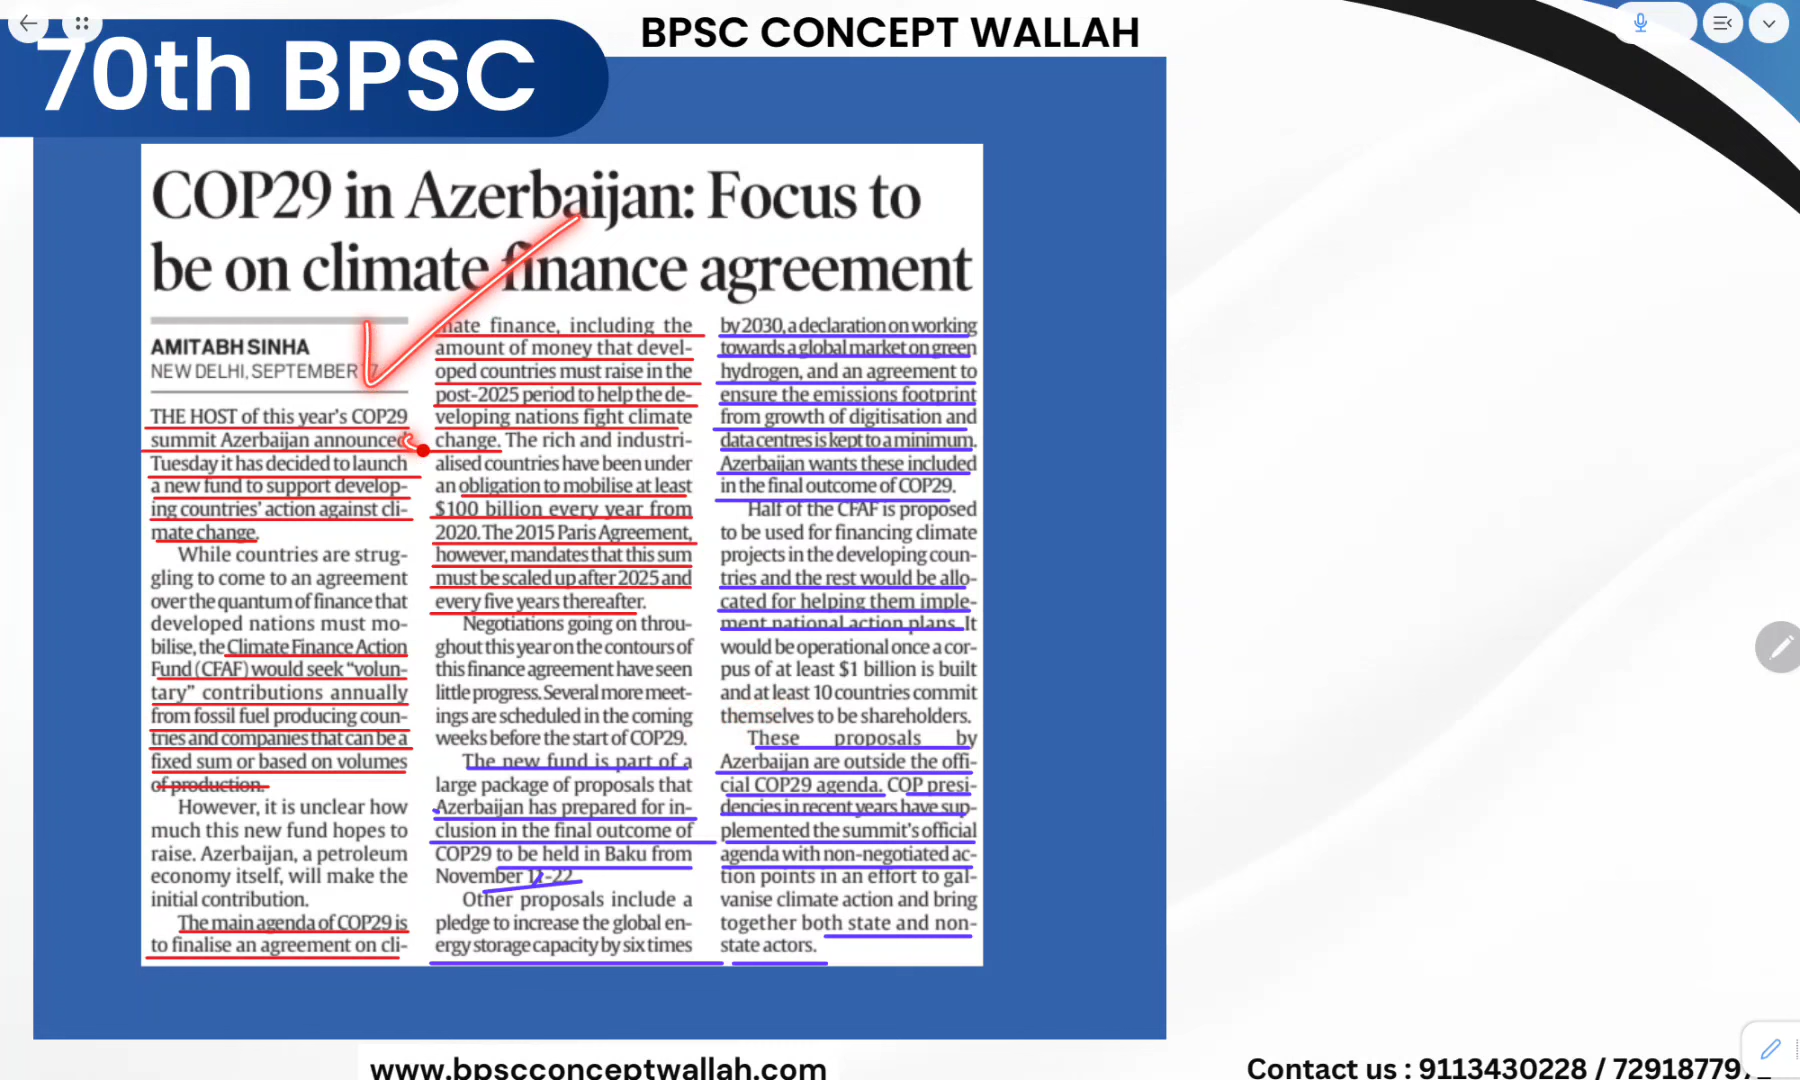 BPSC CONCEPT WALLAH
70th BPSC
COP29 in Azerbaijan: Focus to
be on climate finance agreement
AMITABH SINHA
NEW DELHI, SEPTEMBER
THE HOST of this year's COP29
summit Azerbaijan announced
Tuesday it has decided to launch
a new fund to support develop-
ing countries' action against cli-
mate change.
While countries are strug-
gling to come to an agreement
over the quantum of finance that
developed nations must mo-
bilise, the Climate Finance Action
Fund (CFAF) would seek "volun-
tary" contributions annually
from fossil fuel producing coun-
tries and companies that can be a
fixed sum or based on volumes
of production.
However, it is unclear how
much this new fund hopes to
raise. Azerbaijan, a petroleum
economy itself, will make the
initial contribution.
The main agenda of COP29 is
to finalise an agreement on cli-
mate finance, including the
amount of money that devel-
oped countries must raise in the
post-2025 period to help the de-
veloping nations fight climate
change. The rich and industri-
alised countries have been under
an obligation to mobilise at least
$100 billion every year from
2020. The 2015 Paris Agreement,
however, mandates that this sum
must be scaled up after 2025 and
every five years thereafter.
Negotiations going on throu-
ghout this year on the contours of
this finance agreement have seen
little progress. Several more meet-
ings are scheduled in the coming
weeks before the start of COP29.
The new fund is part of a
large package of proposals that
Azerbaijan has prepared for in-
clusion in the final outcome of
COP29 to be held in Baku from
November 11-22.
Other proposals include a
pledge to increase the global en-
ergy storage capacity by six times
by 2030, a declaration on working
towards a global market on green
hydrogen, and an agreement to
ensure the emissions footprint
from growth of digitisation and
data centres is kept to a minimum.
Azerbaijan wants these included
in the final outcome of COP29.
Half of the CFAF is proposed
to be used for financing climate
projects in the developing coun-
tries and the rest would be allo-
cated for helping them imple-
ment national action plans. It
would be operational once a cor-
pus of at least $1 billion is built
and at least 10 countries commit
themselves to be shareholders.
These proposals by
Azerbaijan are outside the offi-
cial COP29 agenda. COP presi-
dencies in recent years have sup-
plemented the summit's official
agenda with non-negotiated ac-
tion points in an effort to gal-
vanise climate action and bring
together both state and non-
state actors.
www.bpscconceptwallah.com
Contact us : 9113430228 /